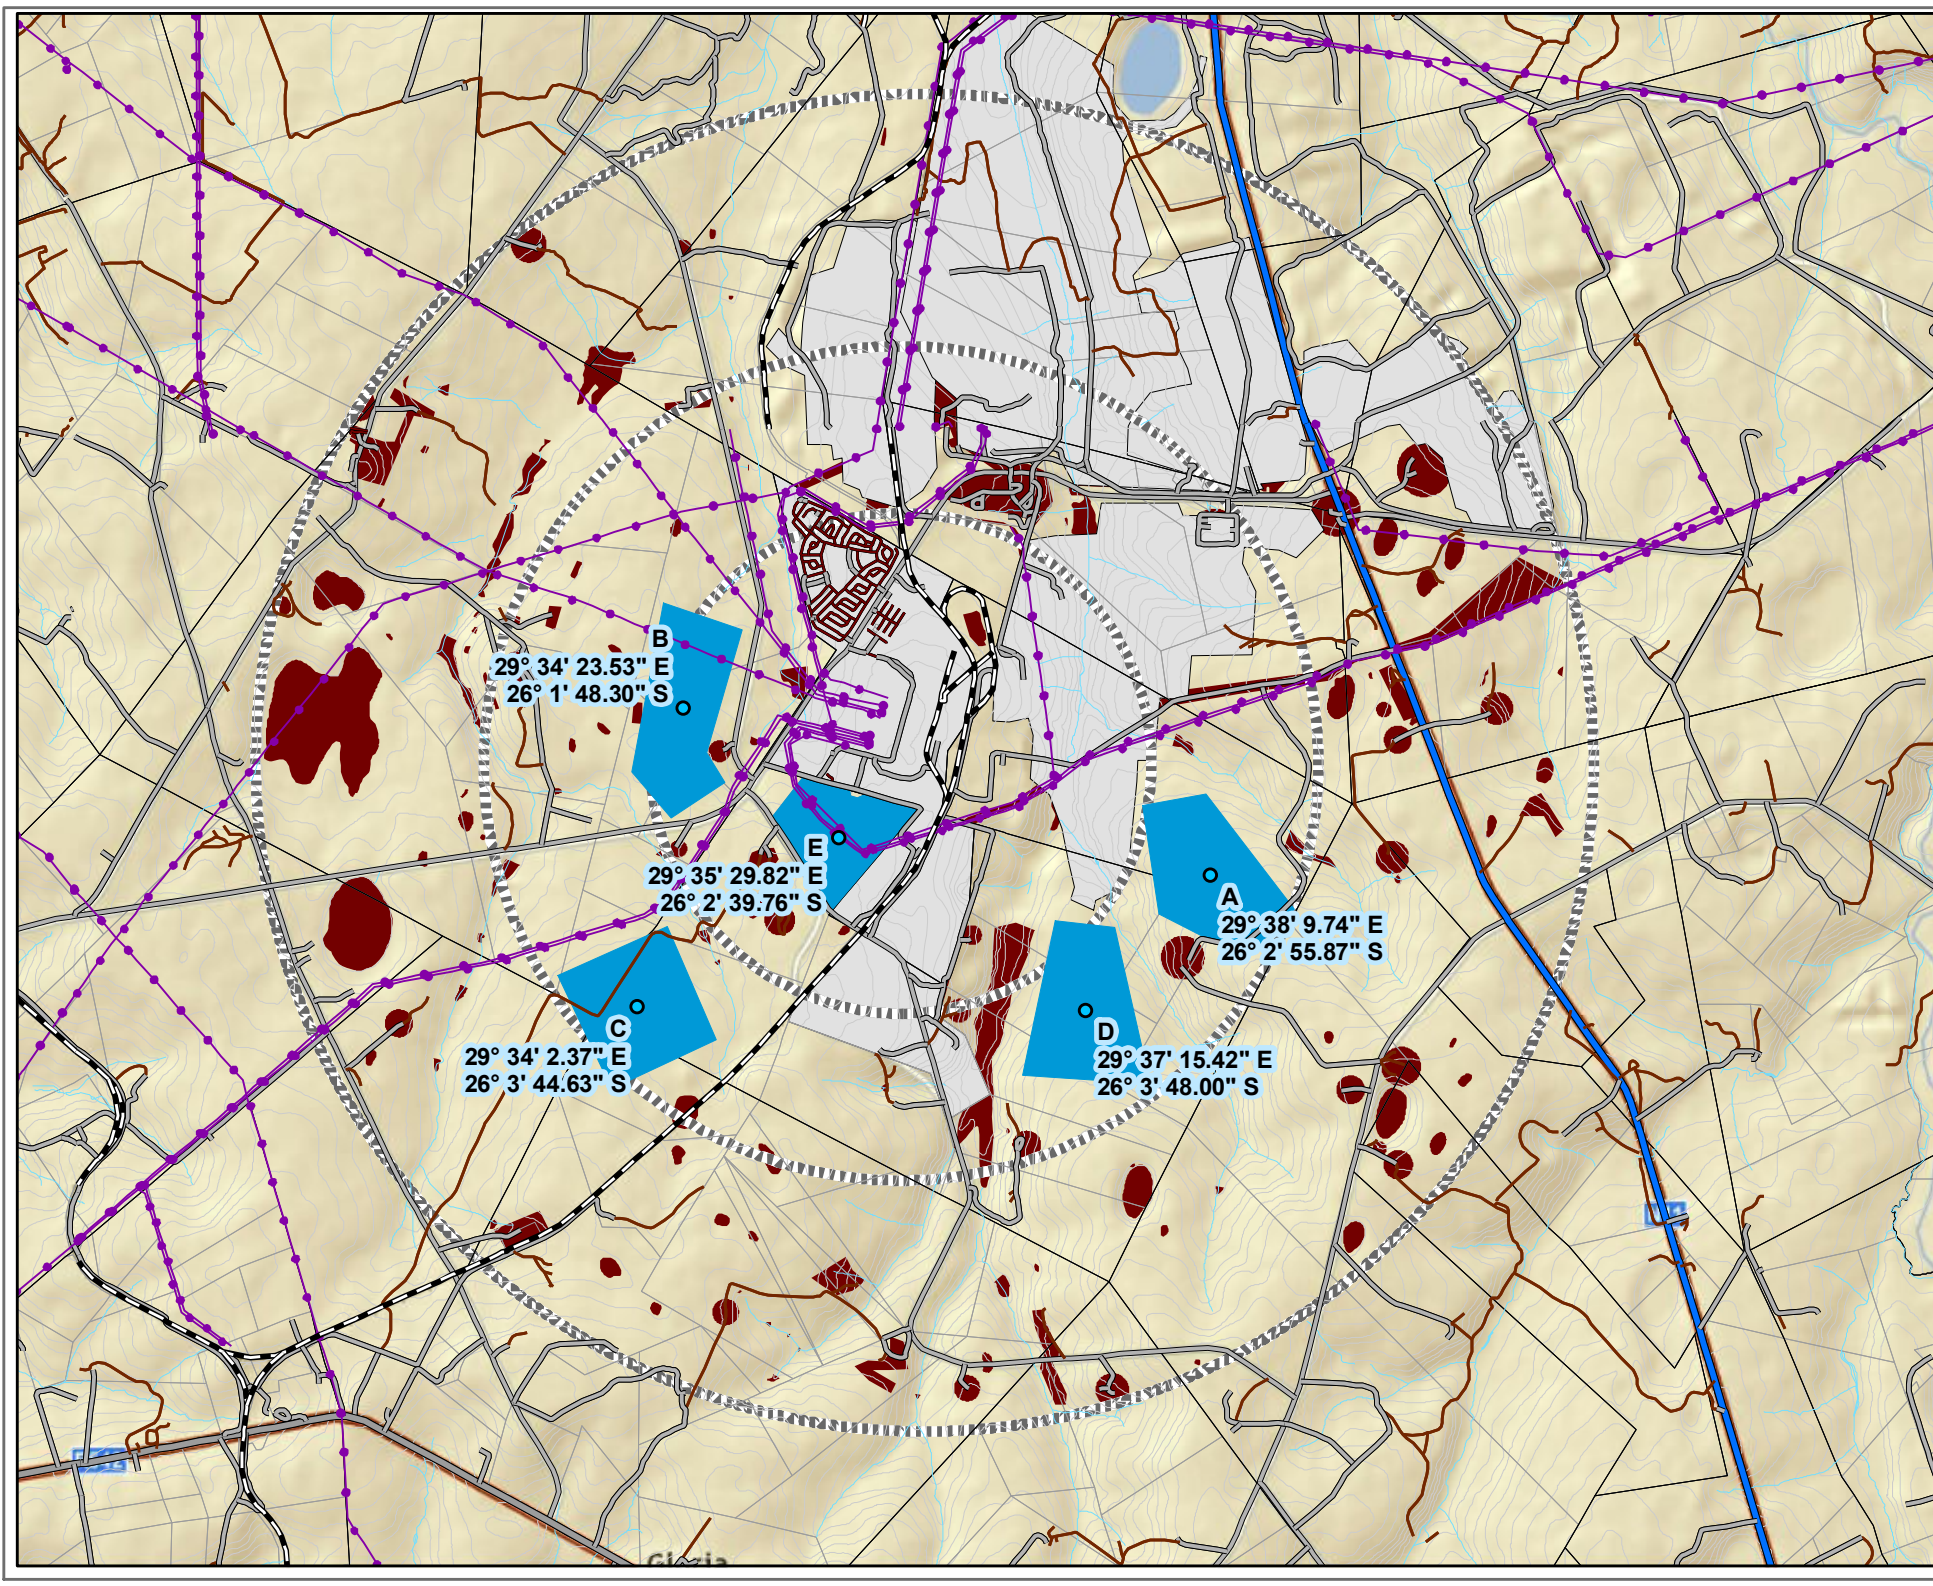 B
29° 34' 23.53" E
26° 1' 48.30" S
E
29° 35' 29.82" E
26° 2' 39.76" S
A
29° 38' 9.74" E
26° 2' 55.87" S
C
29° 34' 2.37" E
26° 3' 44.63" S
D
29° 37' 15.42" E
26° 3' 48.00" S